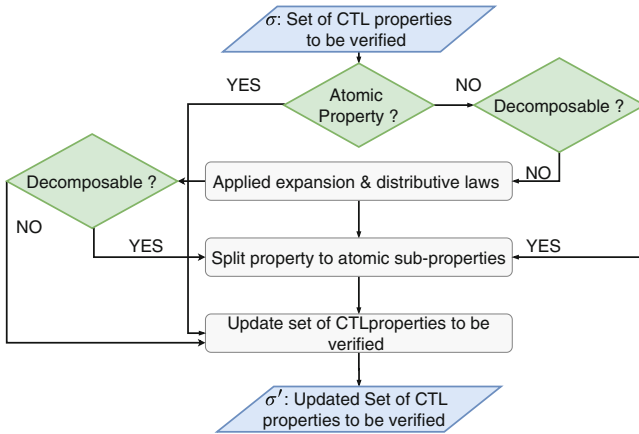 σ: Set of CTL properties
to be verified
YES
NO
Atomic
Property ?
Decomposable ?
NO
Decomposable ?
Applied expansion & distributive laws
NO
YES
YES
Split property to atomic sub-properties
Update set of CTLproperties to be
verified
σ′: Updated Set of CTL
properties to be verified